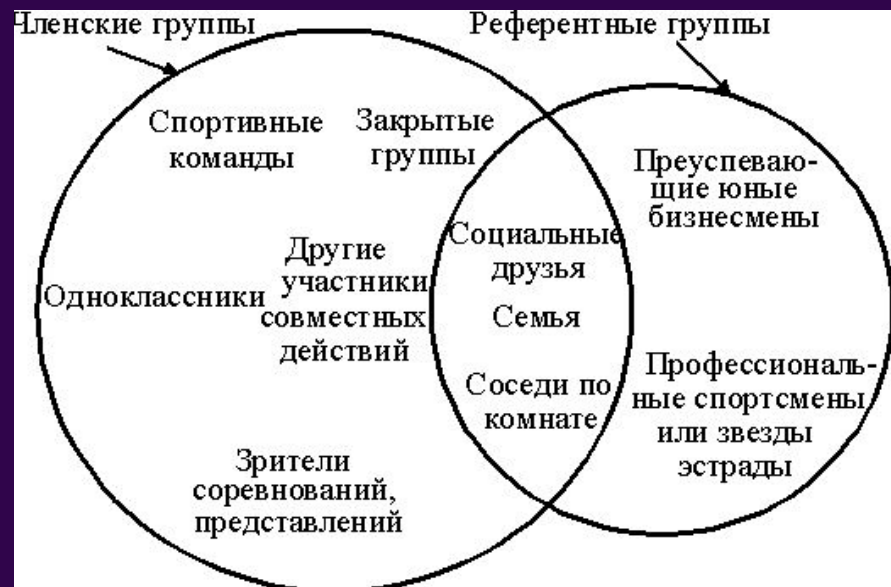 Членские группы
Референтные группы
Спортивные
команды
Закрытые
группы
Преуспеваю-
щие юные
бизнесмены
Социальные
друзья
Другие
участники
совместных
действий
Одноклассники
Семья
Соседи по
комнате
Профессиональ-
ные спортсмены
или звезды
эстрады
Зрители
соревнований,
представлений